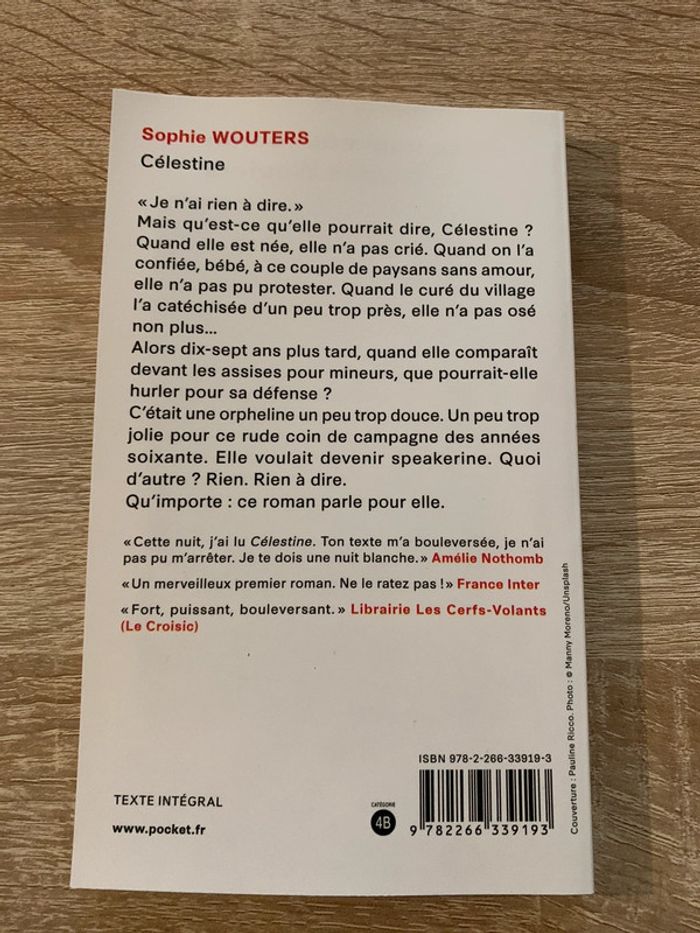 Sophie WOUTERS
Célestine
« Je n'ai rien à dire. »
Mais qu'est-ce qu'elle pourrait dire, Célestine ?
Quand elle est née, elle n'a pas crié. Quand on l'a
confiée, bébé, à ce couple de paysans sans amour,
elle n'a pas pu protester. Quand le curé du village
l'a catéchisée d'un peu trop près, elle n'a pas osé
non plus...
Alors dix-sept ans plus tard, quand elle comparaît
devant les assises pour mineurs, que pourrait-elle
hurler pour sa défense ?
C'était une orpheline un peu trop douce. Un peu trop
jolie pour ce rude coin de campagne des années
soixante. Elle voulait devenir speakerine. Quoi
d'autre ? Rien. Rien à dire.
Qu'importe : ce roman parle pour elle.
« Cette nuit, j'ai lu Célestine. Ton texte m'a bouleversée, je n'ai
pas pu m'arrêter. Je te dois une nuit blanche. » Amélie Nothomb
« Un merveilleux premier roman. Ne le ratez pas ! » France Inter
« Fort, puissant, bouleversant. » Librairie Les Cerfs-Volants
(Le Croisic)
ISBN 978-2-266-33919-3
TEXTE INTÉGRAL
www.pocket.fr
CATÉGORIE
4B
9 782266 339193
Couverture : Pauline Ricco. Photo : © Manny Moreno/Unsplash